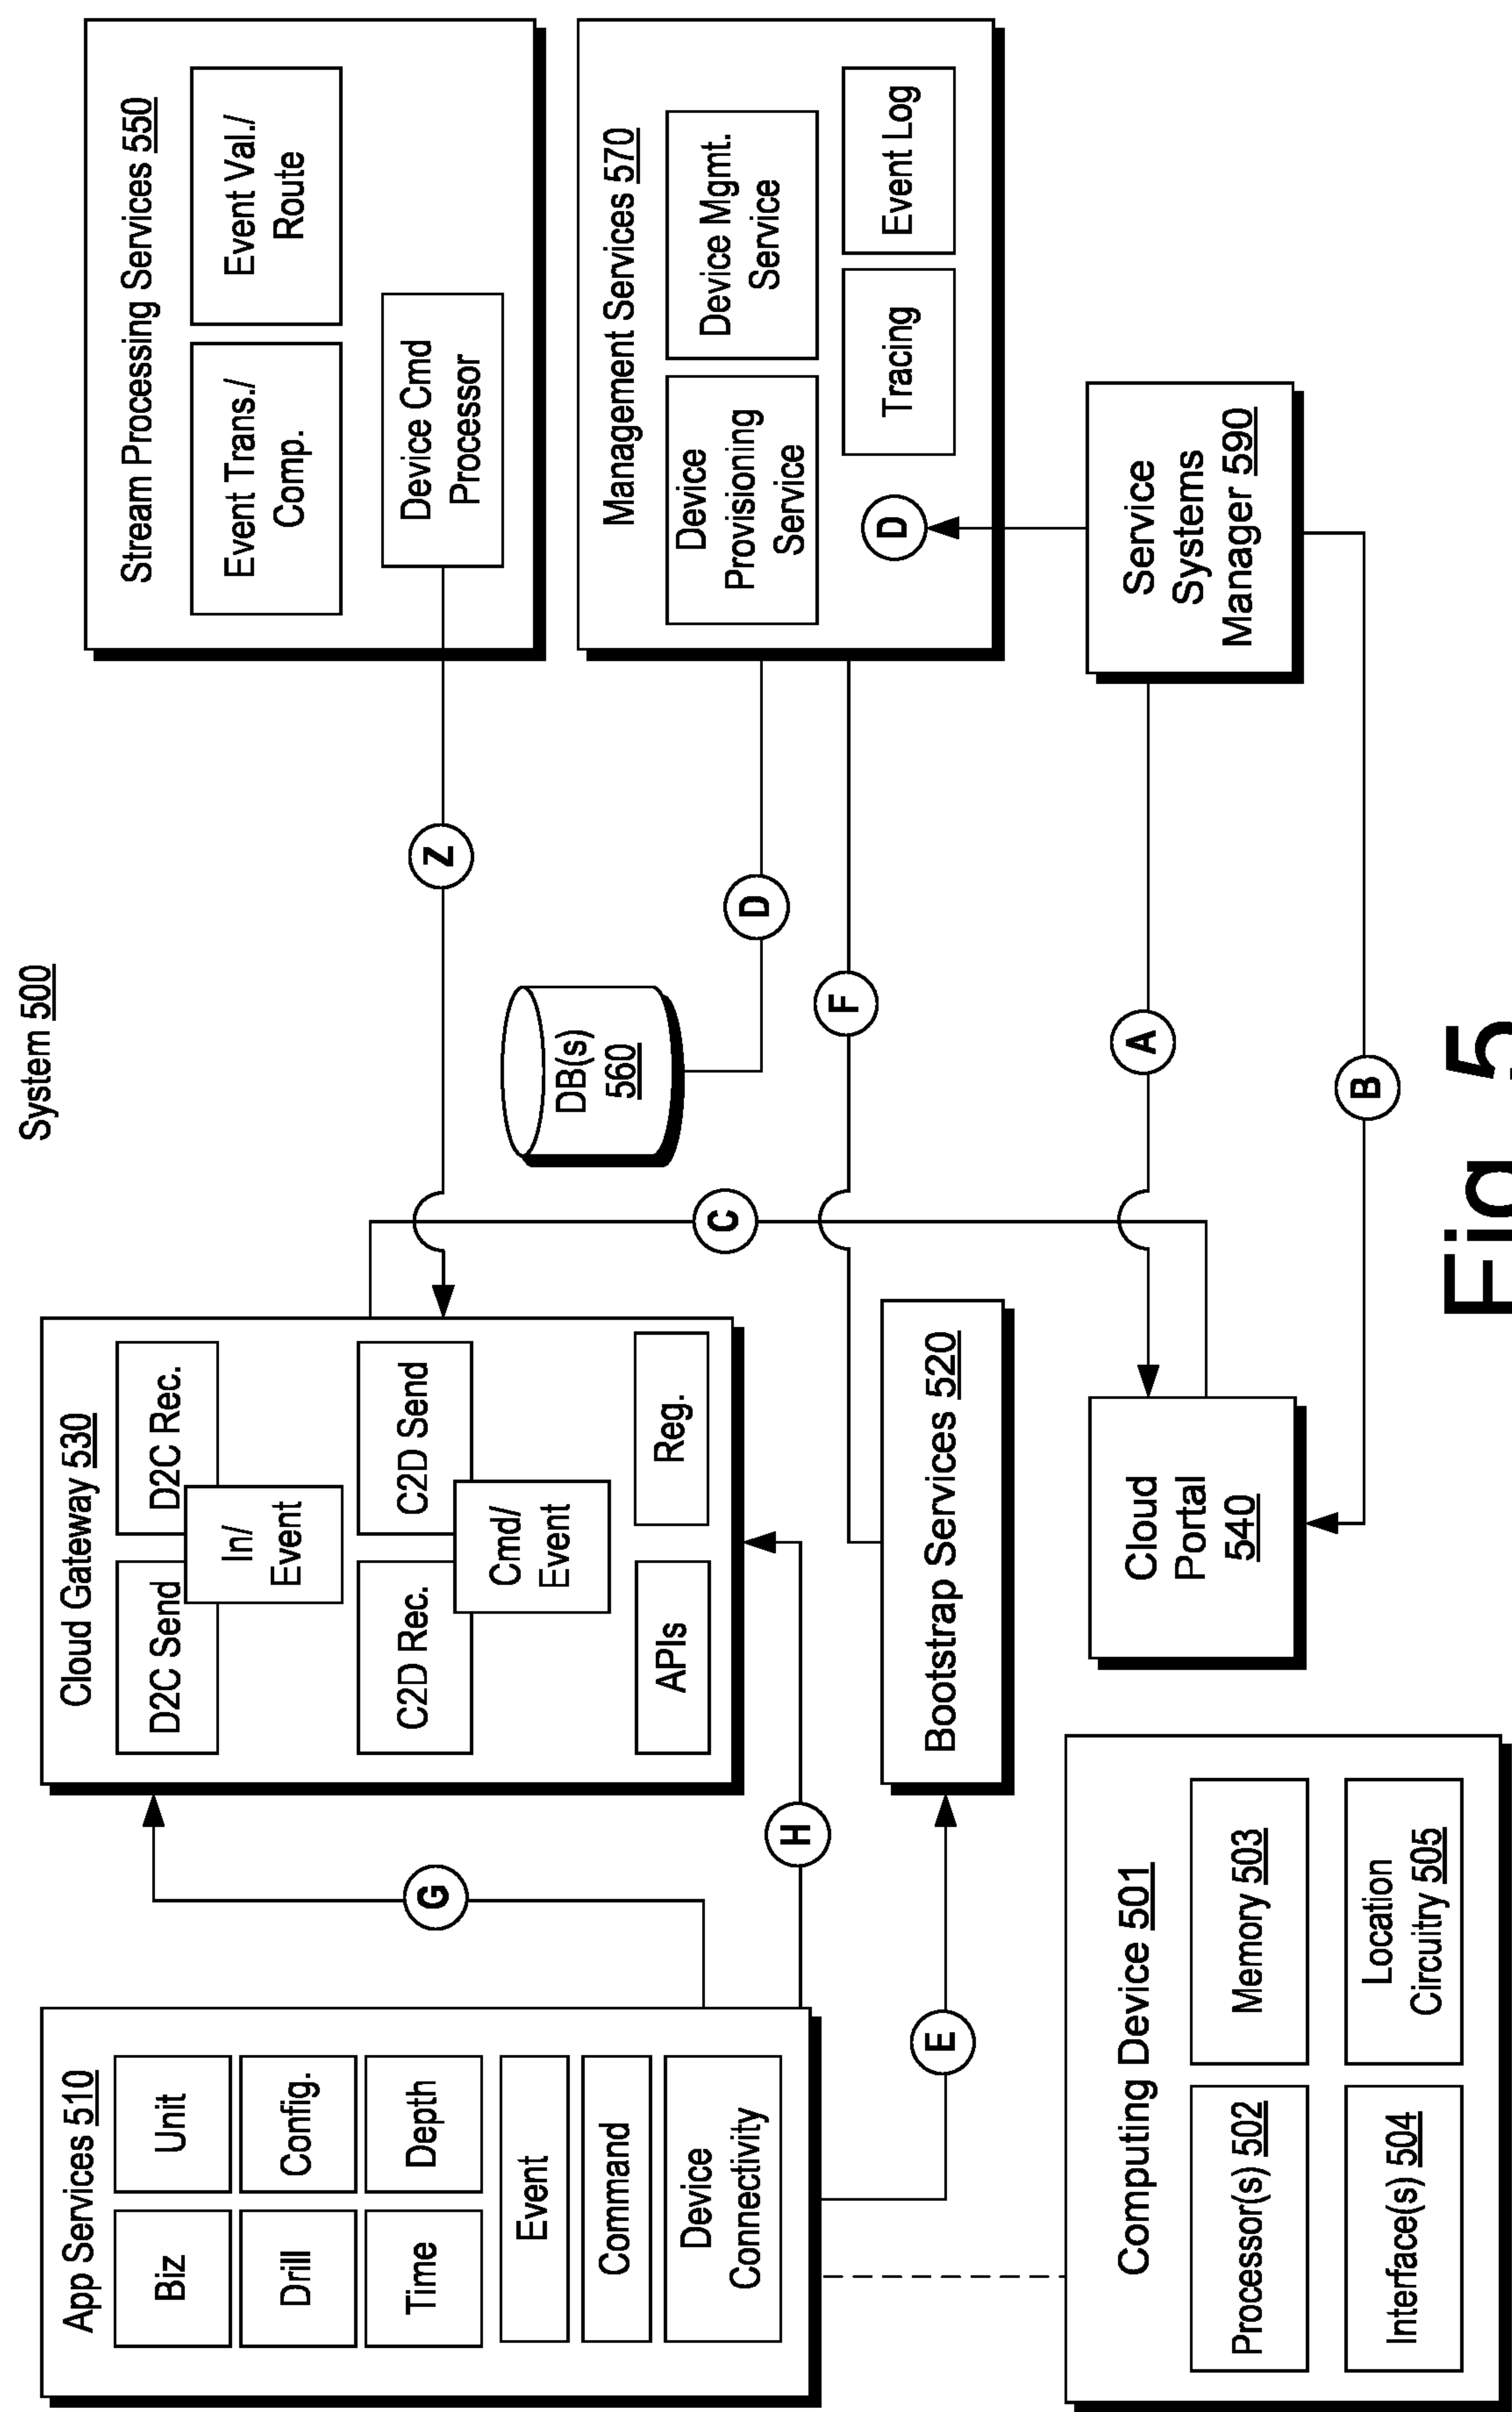 System 500
App Services 510
Biz
Unit
Drill
Config.
Time
Depth
Event
Command
Device
Connectivity
G
H
E
Cloud Gateway 530
D2C Send
D2C Rec.
In/
Event
C2D Rec.
C2D Send
Cmd/
Event
APIs
Reg.
Bootstrap Services 520
C
Z
DB(s)
560
D
F
A
B
Stream Processing Services 550
Event Trans./
Comp.
Event Val./
Route
Device Cmd
Processor
Management Services 570
Device
Provisioning
Service
Device Mgmt.
Service
D
Tracing
Event Log
Service
Systems
Manager 590
Cloud
Portal
540
Computing Device 501
Processor(s) 502
Memory 503
Interface(s) 504
Location
Circuitry 505
Fig. 5